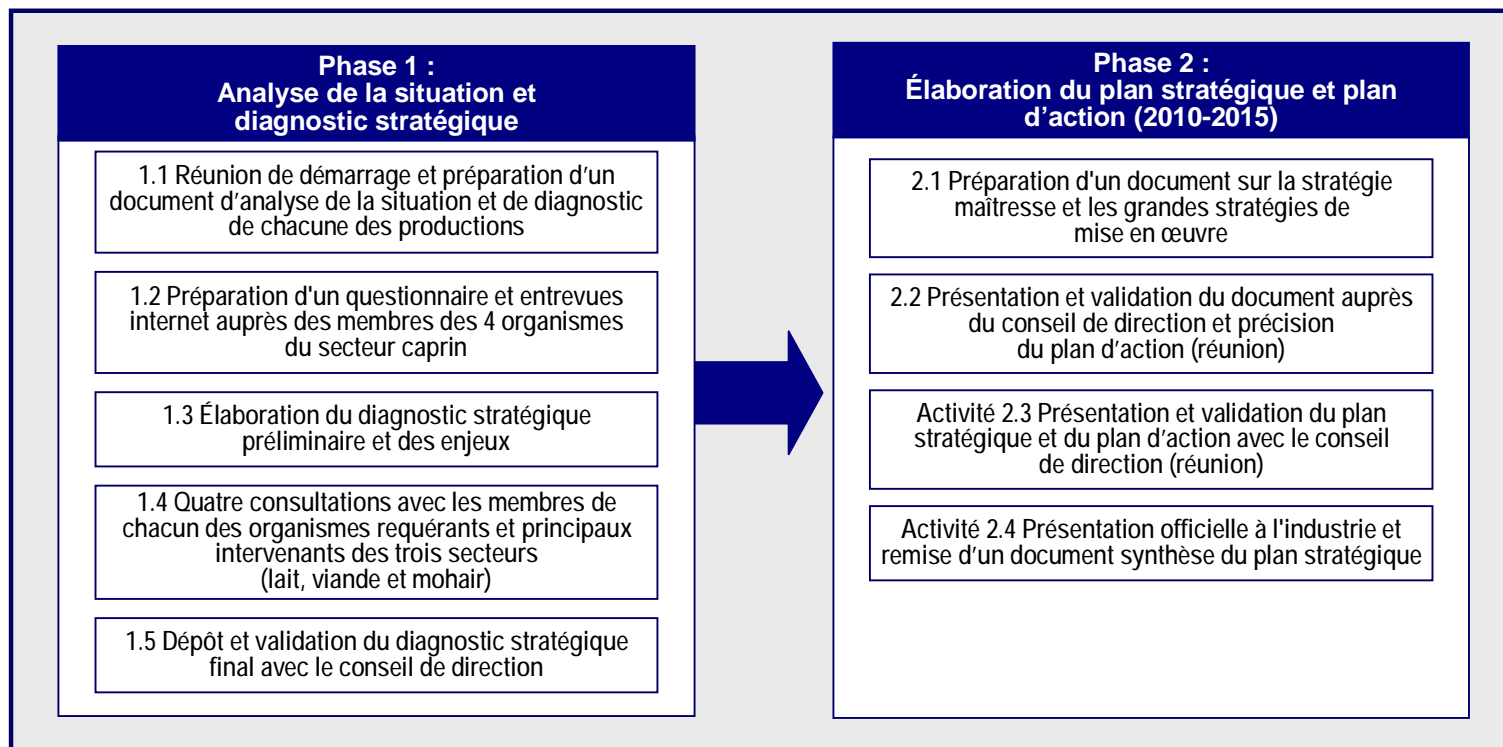 Phase 1 :
Analyse de la situation et
diagnostic stratégique
1.1 Réunion de démarrage et préparation d’un
document d’analyse de la situation et de diagnostic
de chacune des productions
1.2 Préparation d'un questionnaire et entrevues
internet auprès des membres des 4 organismes
du secteur caprin
1.3 Élaboration du diagnostic stratégique
préliminaire et des enjeux
1.4 Quatre consultations avec les membres de
chacun des organismes requérants et principaux
intervenants des trois secteurs
(lait, viande et mohair)
1.5 Dépôt et validation du diagnostic stratégique
final avec le conseil de direction
Phase 2 :
Élaboration du plan stratégique et plan
d’action (2010-2015)
2.1 Préparation d'un document sur la stratégie
maîtresse et les grandes stratégies de
mise en œuvre
2.2 Présentation et validation du document auprès
du conseil de direction et précision
du plan d’action (réunion)
Activité 2.3 Présentation et validation du plan
stratégique et du plan d’action avec le conseil
de direction (réunion)
Activité 2.4 Présentation officielle à l'industrie et
remise d’un document synthèse du plan stratégique